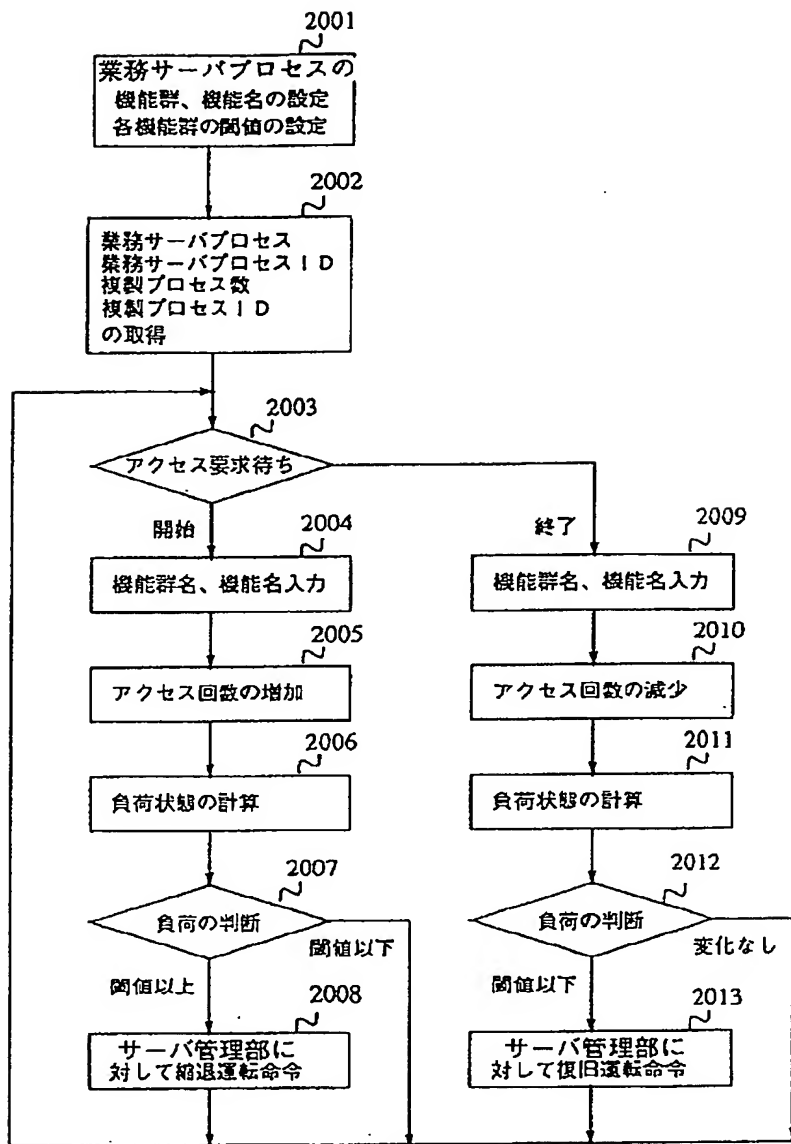 2001
業務サーバプロセスの
機能群、機能名の設定
各機能群の閾値の設定
2002
業務サーバプロセス
業務サーバプロセスID
複製プロセス数
複製プロセスID
の取得
2003
アクセス要求待ち
開始
終了
2004
機能群名、機能名入力
2005
アクセス回数の増加
2006
負荷状態の計算
2007
負荷の判断
閾値以下
閾値以上
2008
サーバ管理部に
対して縮退運転命令
2009
機能群名、機能名入力
2010
アクセス回数の減少
2011
負荷状態の計算
2012
負荷の判断
変化なし
閾値以下
2013
サーバ管理部に
対して復旧運転命令